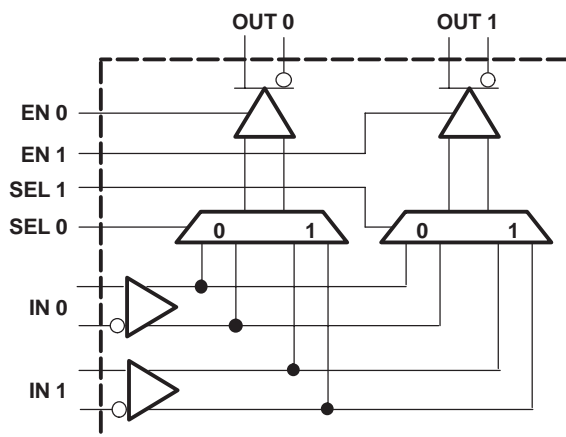 OUT 0 OUT 1
EN 0
EN 1
SEL 1
SEL 0
0 1 0 1
IN 0
IN 1